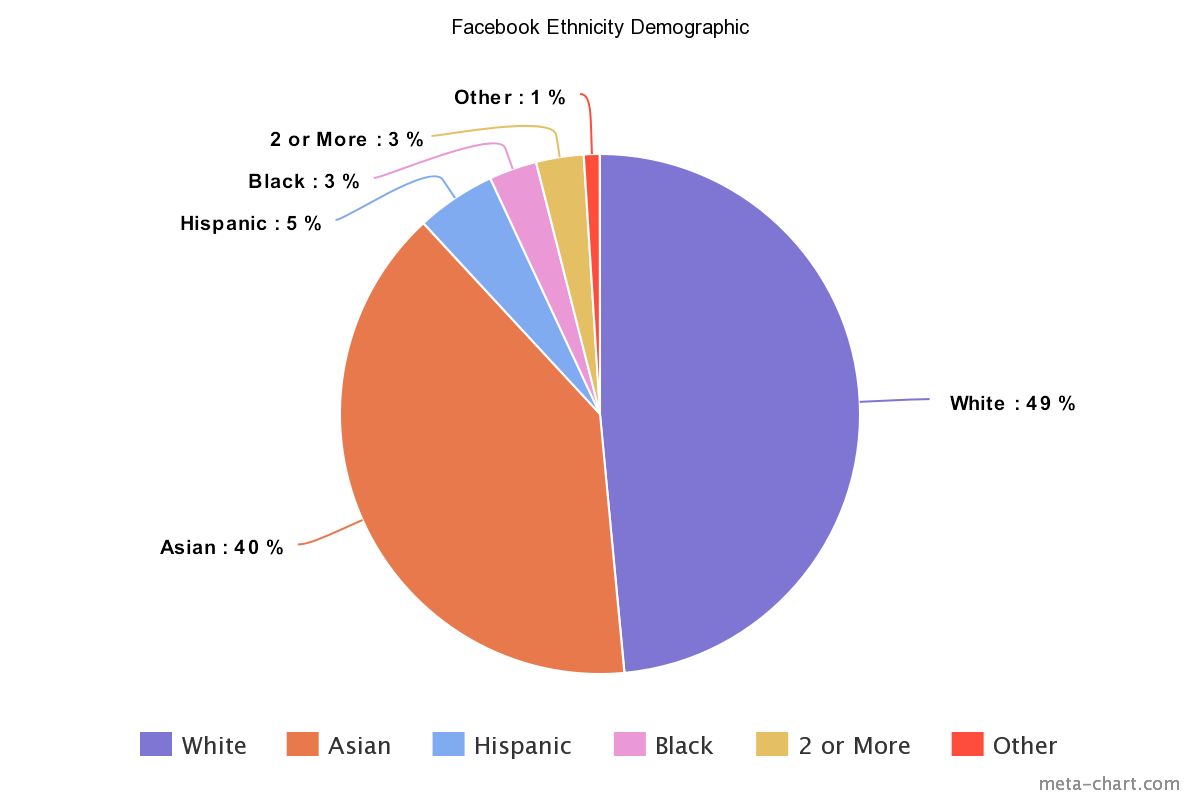 Facebook Ethnicity Demographic
Other : 1 %
2 or More : 3 %
Black : 3 %
Hispanic : 5 %
White : 49 %
Asian : 40 %
White Asian Hispanic Black 2 or More Other
meta-chart.com